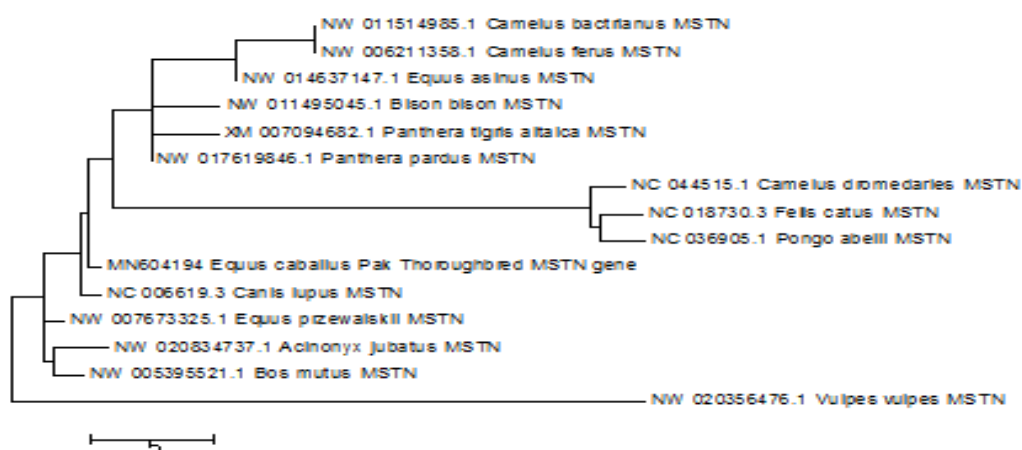 NW 011514985.1 Camelus bactrianus MSTN
NW 006211358.1 Camelus ferus MSTN
NW 014637147.1 Equus asinus MSTN
NW 011495045.1 Bison bison MSTN
XM 007094682.1 Panthera tigris altaica MSTN
NW 017619846.1 Panthera pardus MSTN
NC 044515.1 Camelus dromedaries MSTN
NC 018730.3 Felis catus MSTN
NC 036905.1 Pongo abelii MSTN
MN604194 Equus caballus Pak Thoroughbred MSTN gene
NC 006619.3 Canis lupus MSTN
NW 007673325.1 Equus przewalskii MSTN
NW 020834737.1 Acinonyx jubatus MSTN
NW 005395521.1 Bos mutus MSTN
NW 020356476.1 Vulpes vulpes MSTN